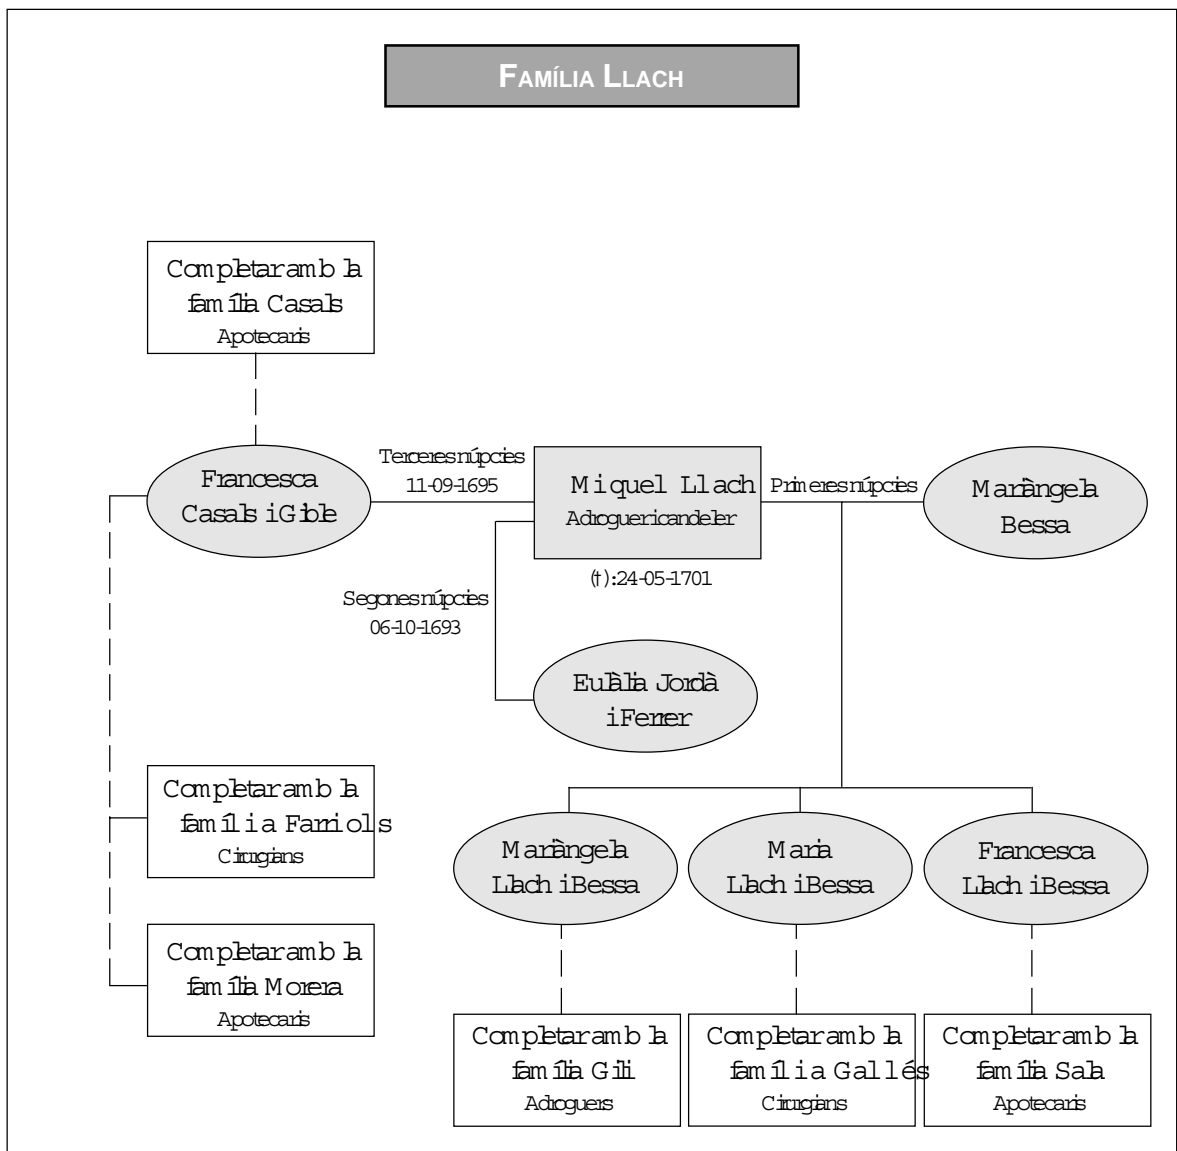 FAMÍLIA LLACH
Completar amb la
família Casals
Apotecaris
Francesca
Casals i Gible
Terceres núpcies
11-09-1695
Miquel Llach
Adroguer i candeler
(†): 24-05-1701
Primeres núpcies
Mariàngela
Bessa
Segones núpcies
06-10-1693
Eulàlia Jordà
i Ferrer
Completar amb la
família Farriols
Cirurgians
Completar amb la
família Morera
Apotecaris
Mariàngela
Llach i Bessa
Maria
Llach i Bessa
Francesca
Llach i Bessa
Completar amb la
família Gili
Adroguers
Completar amb la
família Gallés
Cirurgians
Completar amb la
família Sala
Apotecaris